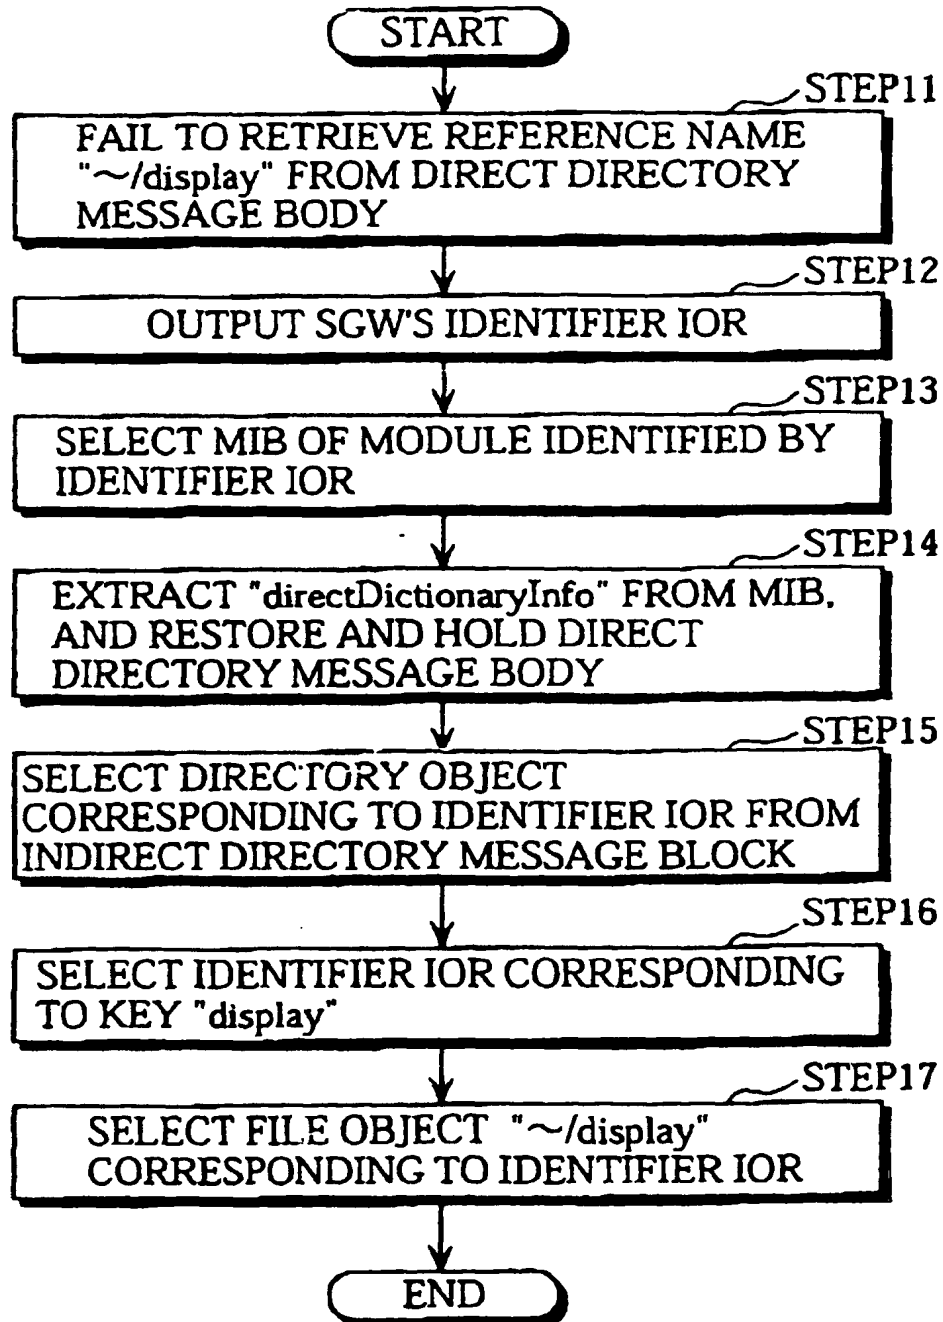 START
STEP11
FAIL TO RETRIEVE REFERENCE NAME
"~/display" FROM DIRECT DIRECTORY
MESSAGE BODY
STEP12
OUTPUT SGW'S IDENTIFIER IOR
STEP13
SELECT MIB OF MODULE IDENTIFIED BY
IDENTIFIER IOR
STEP14
EXTRACT "directDictionaryInfo" FROM MIB,
AND RESTORE AND HOLD DIRECT
DIRECTORY MESSAGE BODY
STEP15
SELECT DIRECTORY OBJECT
CORRESPONDING TO IDENTIFIER IOR FROM
INDIRECT DIRECTORY MESSAGE BLOCK
STEP16
SELECT IDENTIFIER IOR CORRESPONDING
TO KEY "display"
STEP17
SELECT FILE OBJECT "~/display"
CORRESPONDING TO IDENTIFIER IOR
END